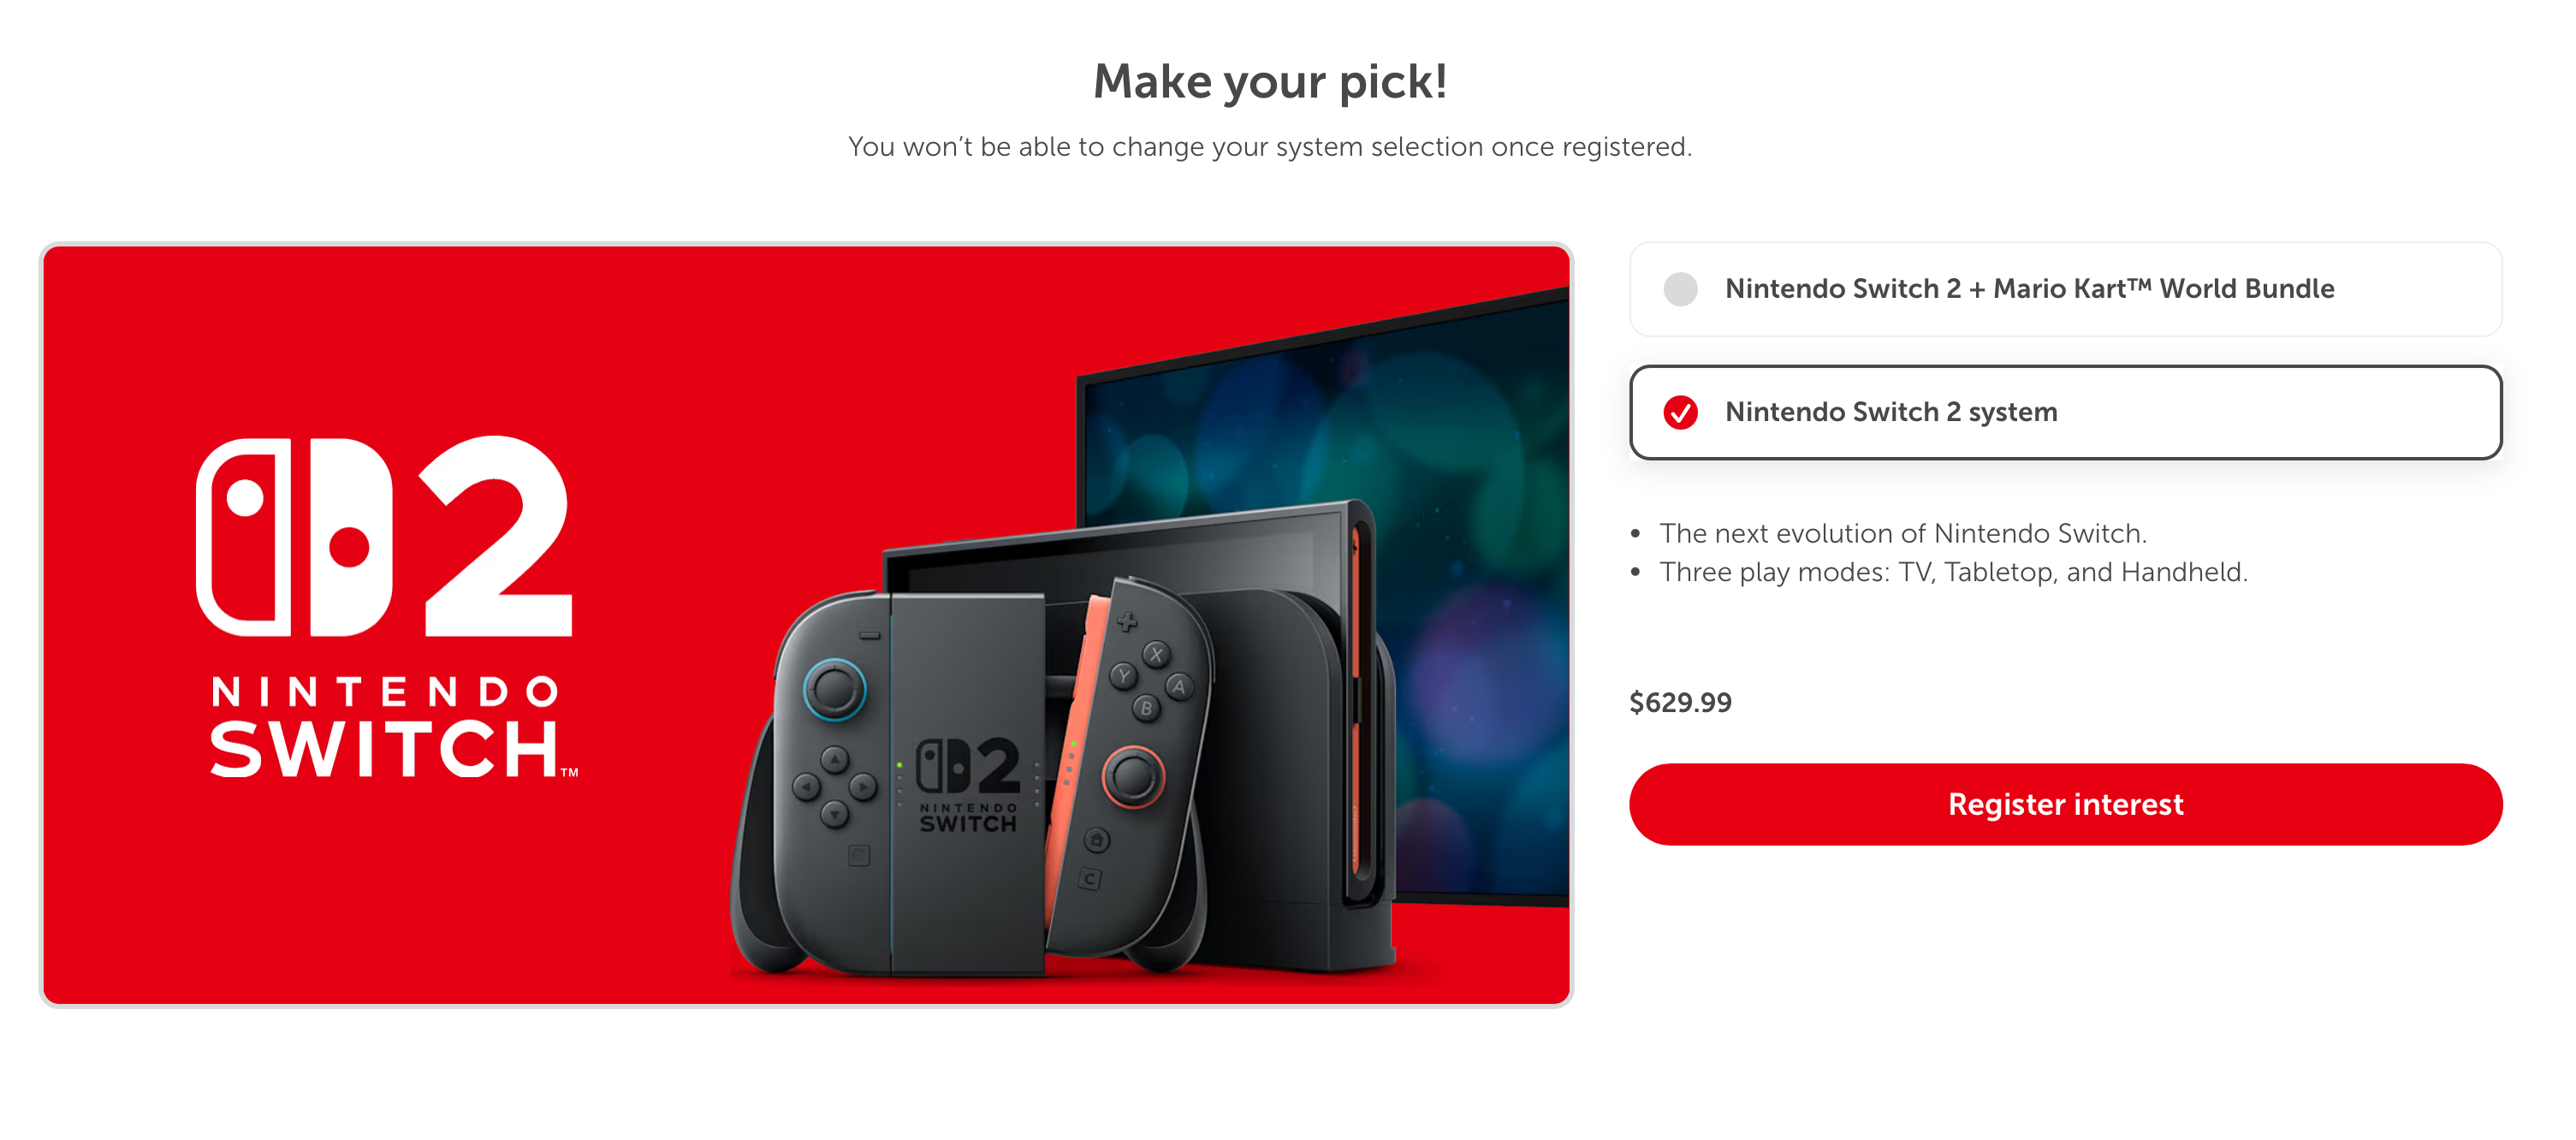 Make your pick!
You won’t be able to change your system selection once registered.
2
NINTENDO
SWITCH™
X
Y
A
B
2
NINTENDO
SWITCH
C
Nintendo Switch 2 + Mario Kart™ World Bundle
Nintendo Switch 2 system
• The next evolution of Nintendo Switch.
• Three play modes: TV, Tabletop, and Handheld.
$629.99
Register interest